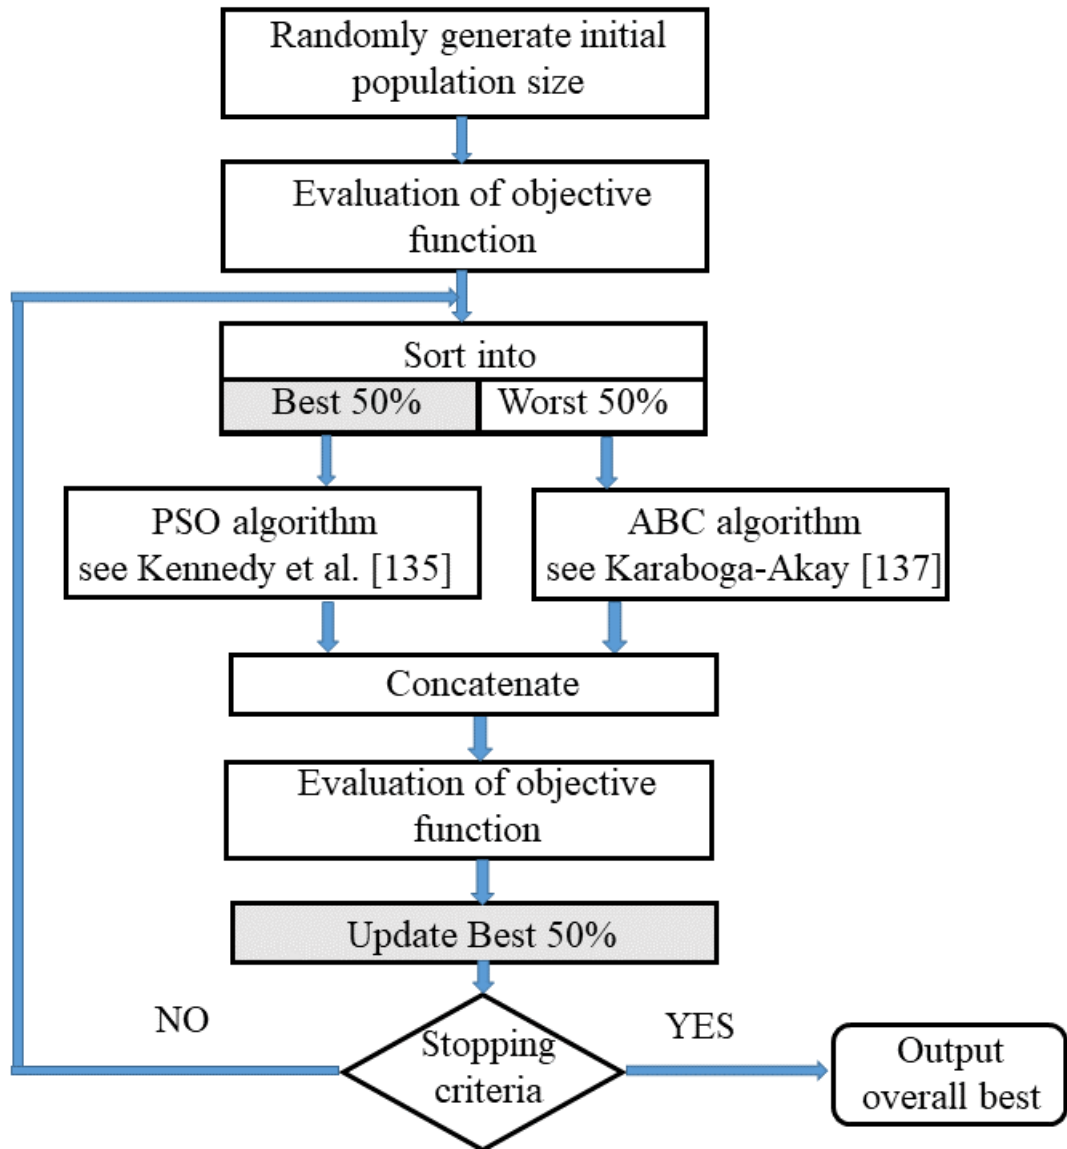 Randomly generate initial
population size
Evaluation of objective
function
Sort into
Best 50%
Worst 50%
PSO algorithm
see Kennedy et al. [135]
ABC algorithm
see Karaboga-Akay [137]
Concatenate
Evaluation of objective
function
Update Best 50%
NO
Stopping
criteria
YES
Output
overall best